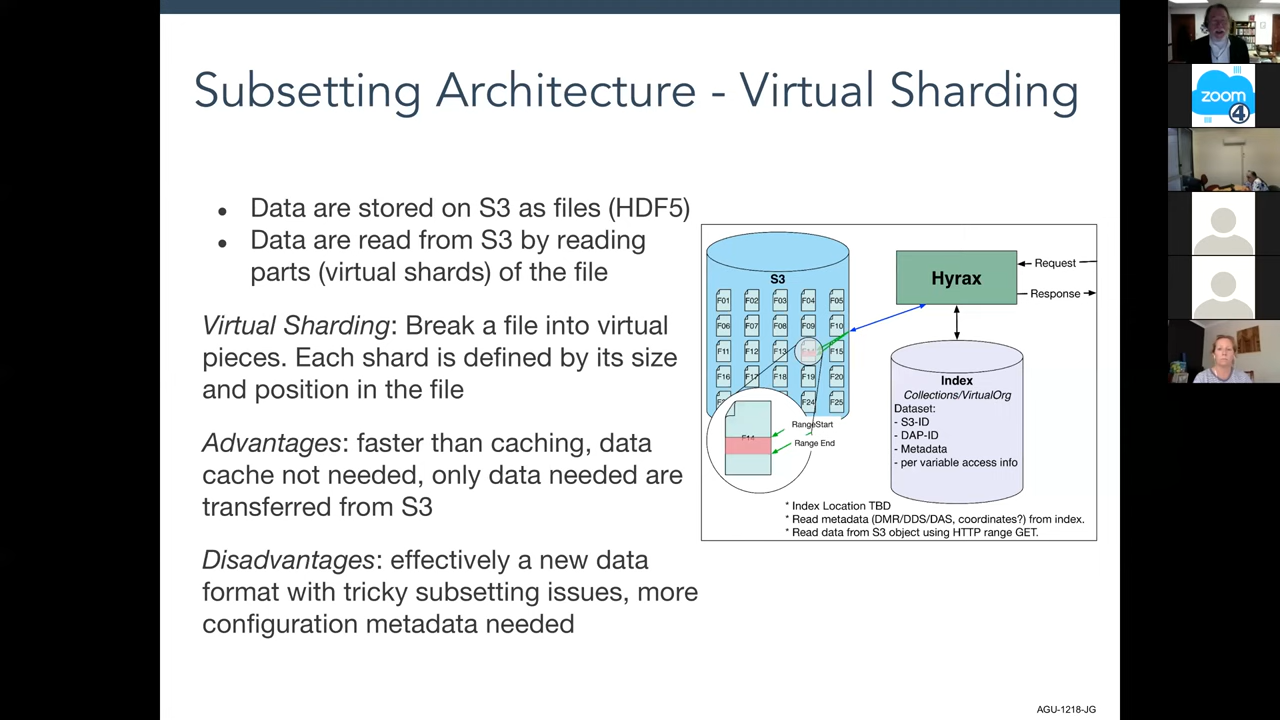 Subsetting Architecture - Virtual Sharding
● Data are stored on S3 as files (HDF5)
● Data are read from S3 by reading
parts (virtual shards) of the file
Virtual Sharding: Break a file into virtual
pieces. Each shard is defined by its size
and position in the file
Advantages: faster than caching, data
cache not needed, only data needed are
transferred from S3
Disadvantages: effectively a new data
format with tricky subsetting issues, more
configuration metadata needed
S3
F01 F02 F03 F04 F05
F06 F07 F08 F09 F10
F11 F12 F13 F15
F16 F17 F18 F19 F20
F24 F25
F14
RangeStart
Range End
Hyrax
Request
Response
Index
Collections/VirtualOrg
Dataset:
- S3-ID
- DAP-ID
- Metadata
- per variable access info
* Index Location TBD
* Read metadata (DMR/DDS/DAS, coordinates?) from index.
* Read data from S3 object using HTTP range GET.
AGU-1218-JG
zoom
4